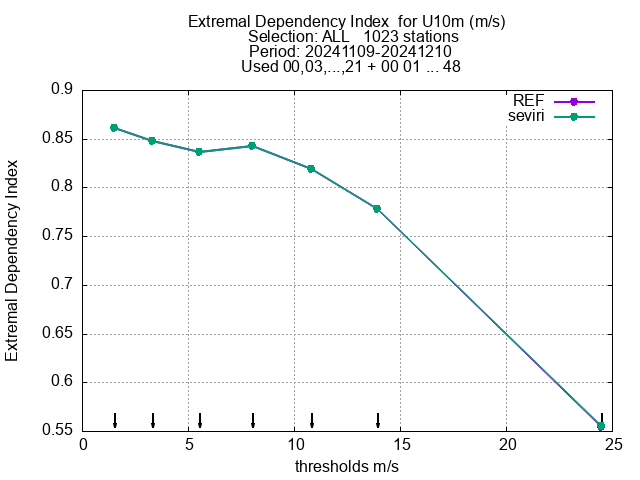 Extremal Dependency Index  for U10m (m/s)
Selection: ALL   1023 stations
Period: 20241109-20241210
Used 00,03,...,21 + 00 01 ... 48
REF
seviri
0.9
0.85
0.8
0.75
0.7
0.65
0.6
0.55
Extremal Dependency Index
0 5 10 15 20 25
thresholds m/s